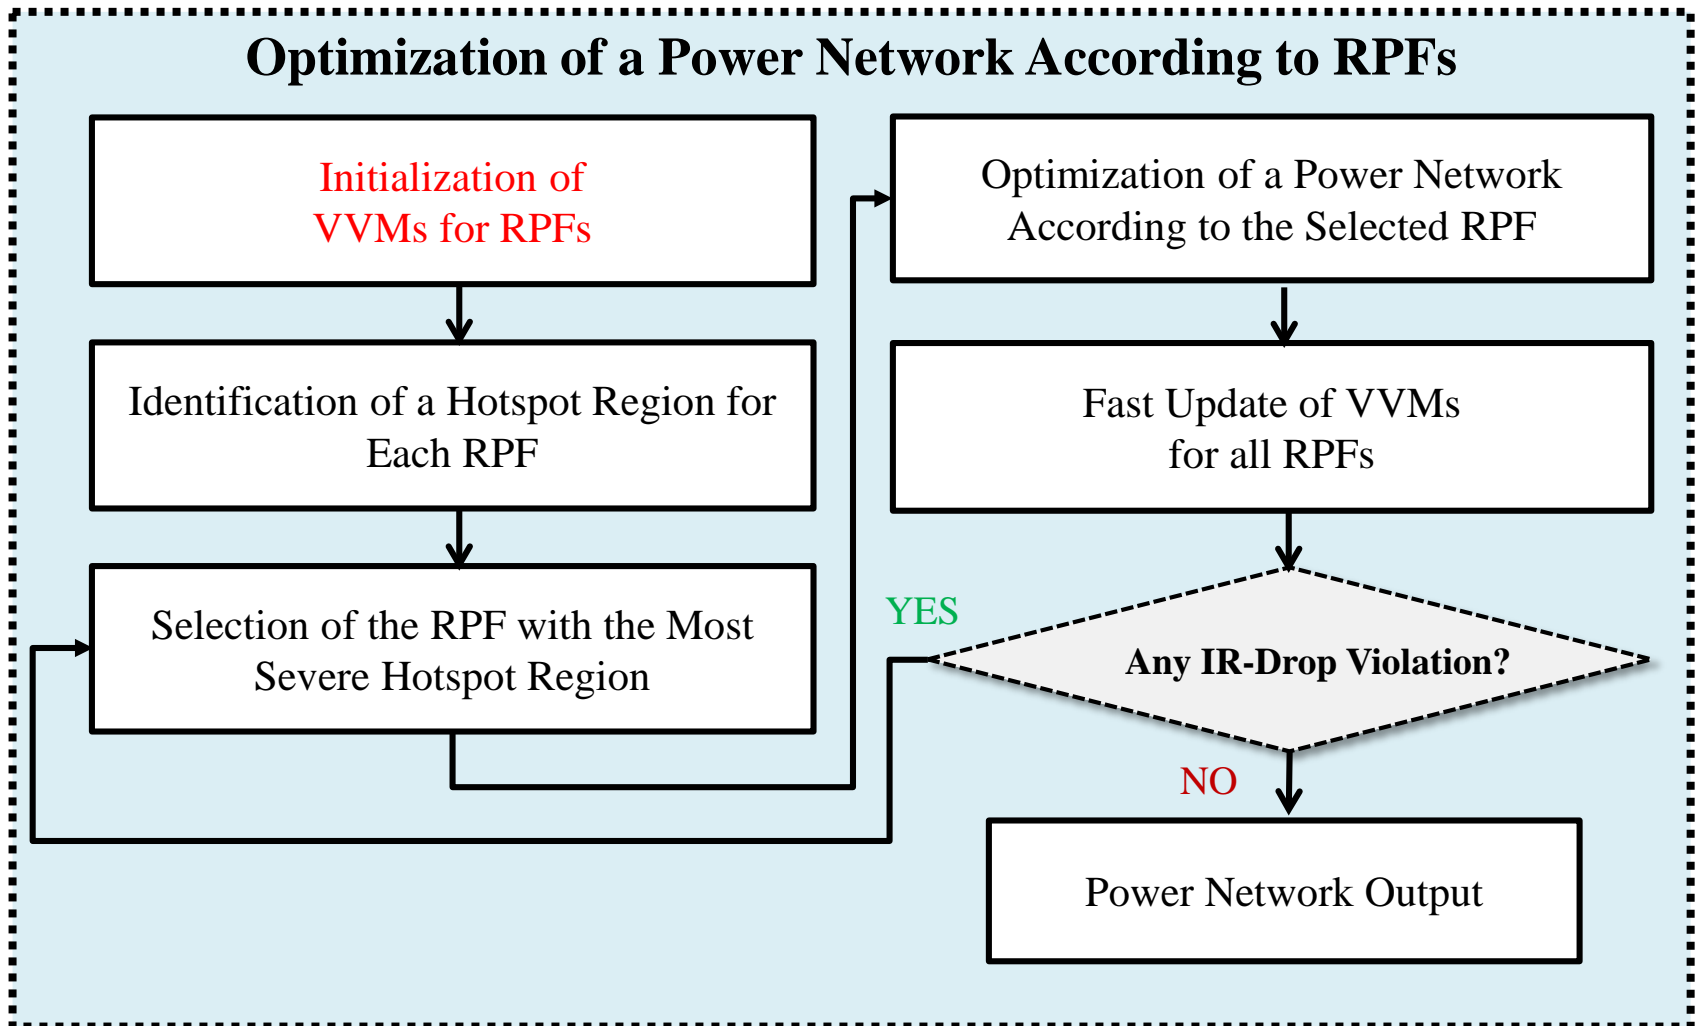 Optimization of a Power Network According to RPFs
Initialization of
VVMs for RPFs
Identification of a Hotspot Region for
Each RPF
Selection of the RPF with the Most
Severe Hotspot Region
Optimization of a Power Network
According to the Selected RPF
Fast Update of VVMs
for all RPFs
YES
Any IR-Drop Violation?
NO
Power Network Output